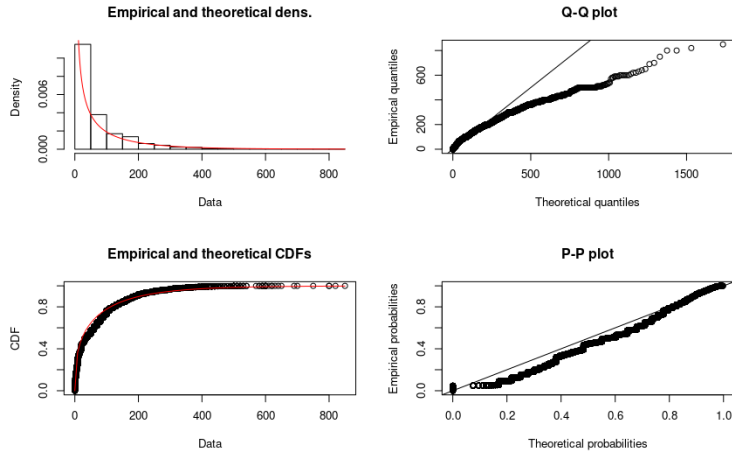 Empirical and theoretical dens.
Density
0.000 0.006
0 200 400 600 800
Data
Q-Q plot
Empirical quantiles
0 200 600
0 500 1000 1500
Theoretical quantiles
Empirical and theoretical CDFs
CDF
0.0 0.4 0.8
0 200 400 600 800
Data
P-P plot
Empirical probabilities
0.0 0.4 0.8
0.0 0.2 0.4 0.6 0.8 1.0
Theoretical probabilities